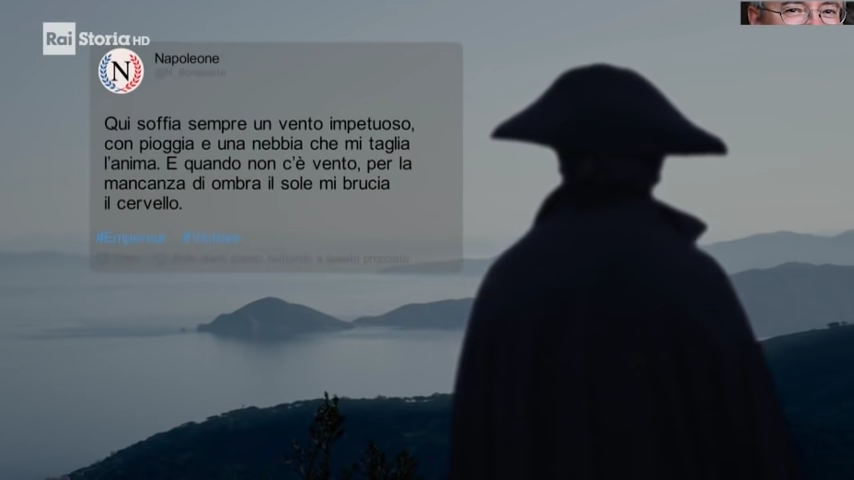 Rai Storia HD
N
Napoleone
Qui soffia sempre un vento impetuoso,
con pioggia e una nebbia che mi taglia
l'anima. E quando non c'è vento, per la
mancanza di ombra il sole mi brucia
il cervello.